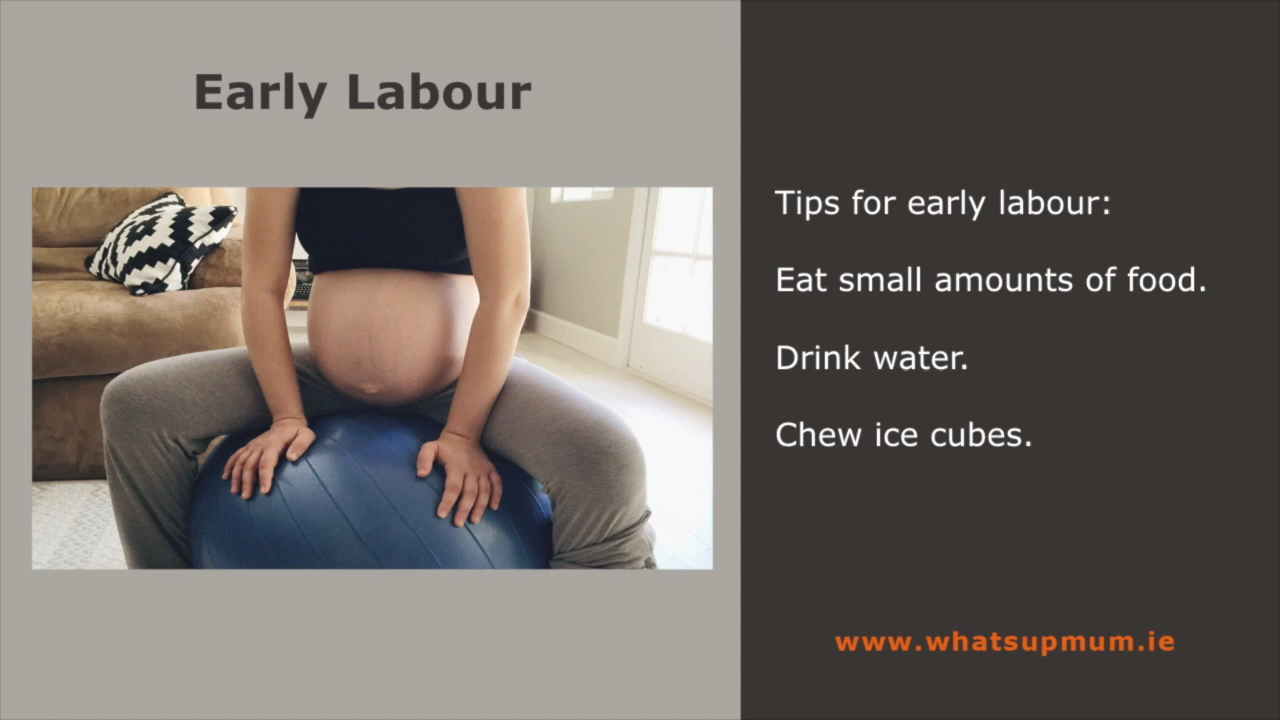 Early Labour
Tips for early labour:
Eat small amounts of food.
Drink water.
Chew ice cubes.
www.whatsupmum.ie